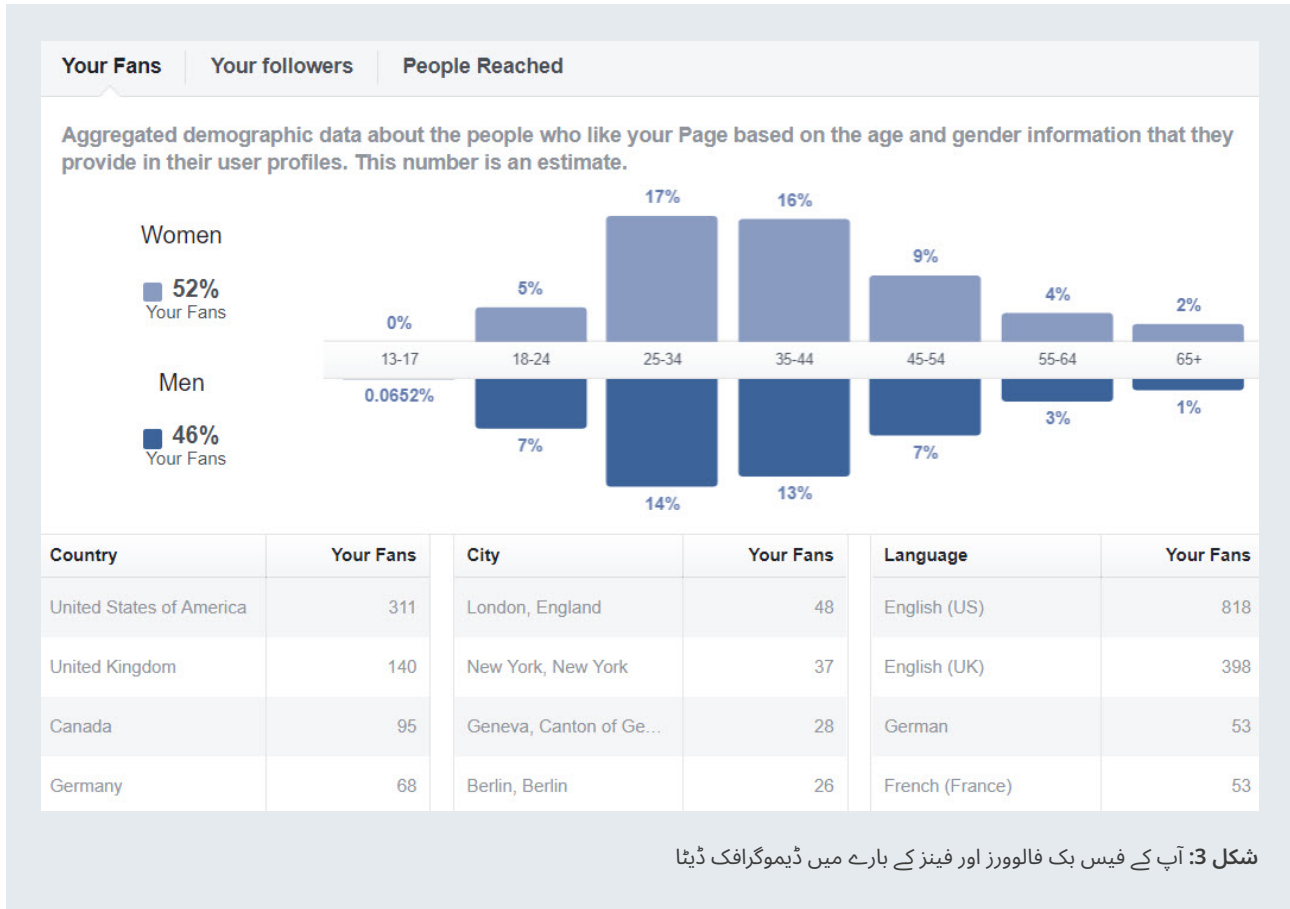 Your Fans Your followers People Reached
Aggregated demographic data about the people who like your Page based on the age and gender information that they
provide in their user profiles. This number is an estimate.
Women
52%
Your Fans
Men
46%
Your Fans
0% 5% 17% 16% 9% 4% 2%
13-17 18-24 25-34 35-44 45-54 55-64 65+
0.0652% 7% 14% 13% 7% 3% 1%
Country Your Fans City Your Fans Language Your Fans
United States of America 311 London, England 48 English (US) 818
United Kingdom 140 New York, New York 37 English (UK) 398
Canada 95 Geneva, Canton of Ge... 28 German 53
Germany 68 Berlin, Berlin 26 French (France) 53
شکل 3: آپ کے فیس بک فالوورز اور فینز کے بارے میں ڈیموگرافک ڈیٹا